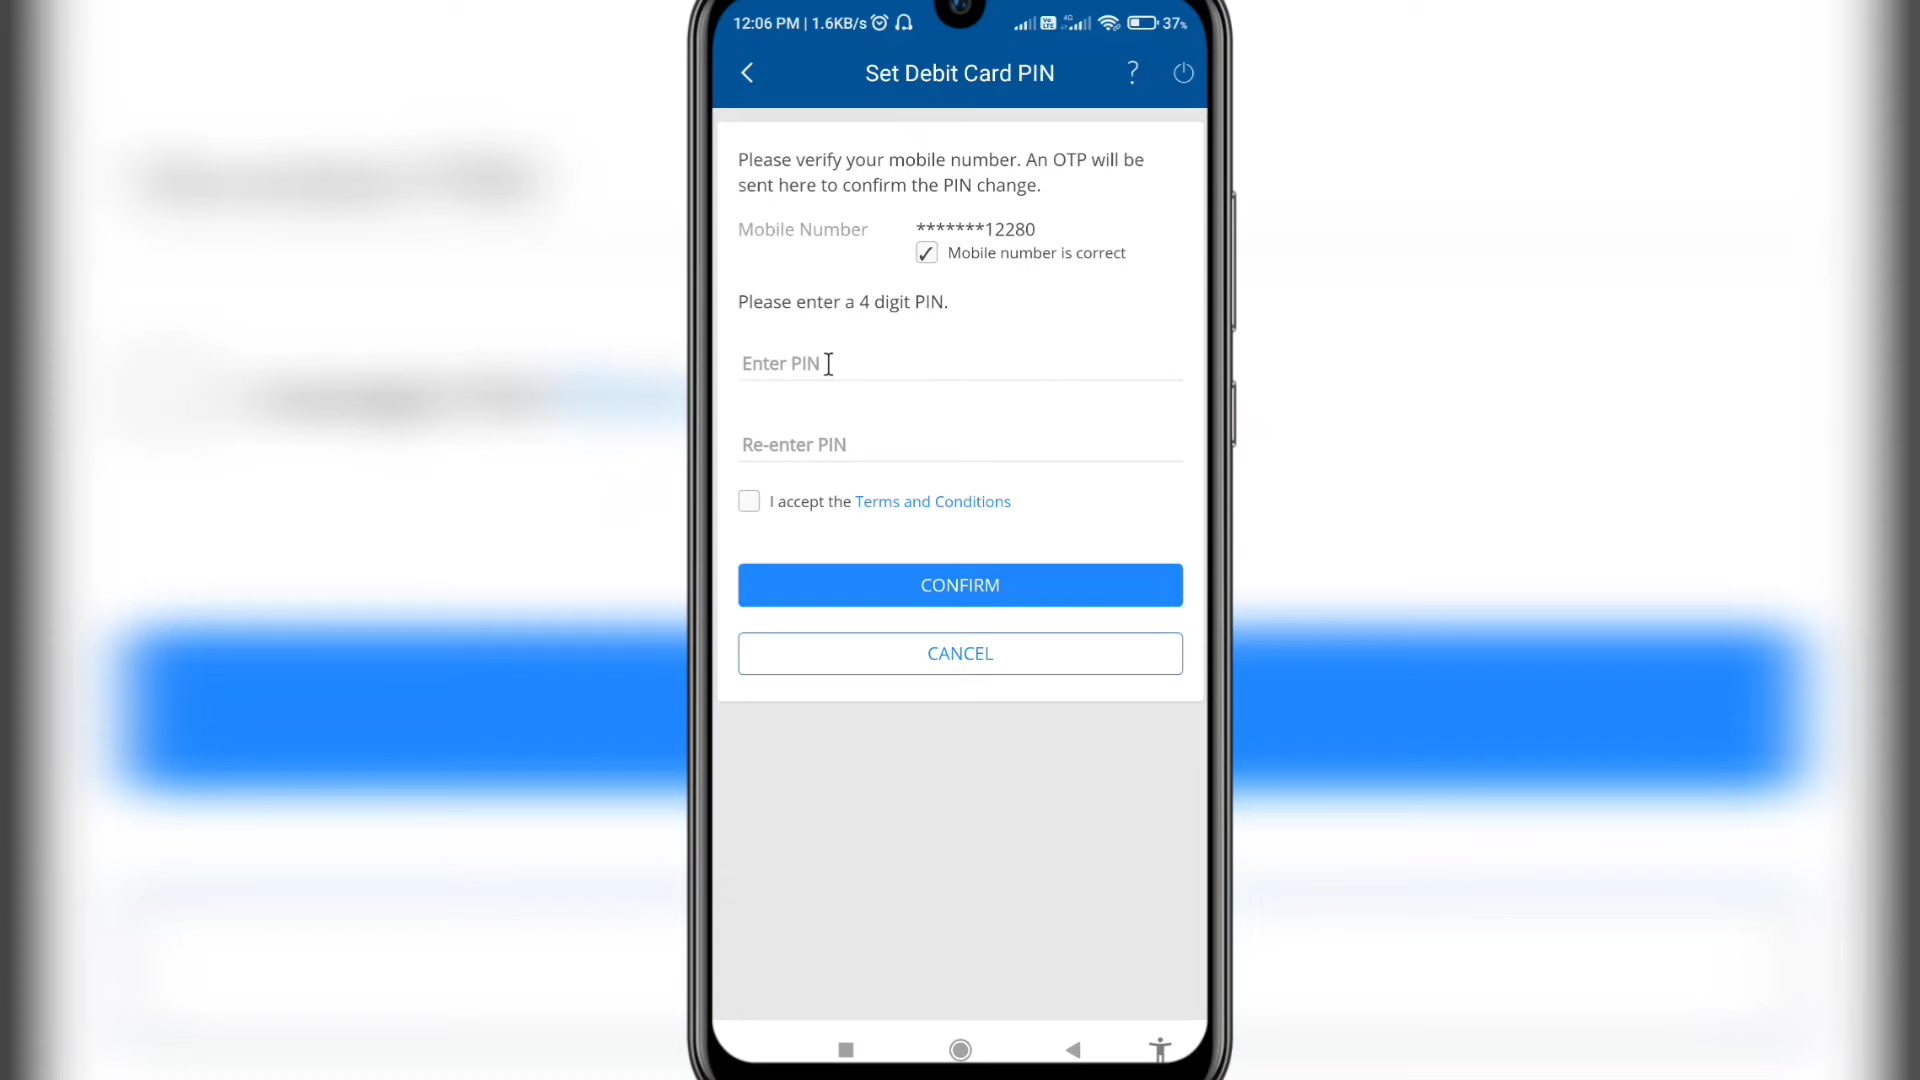 12:06 PM | 1.6KB/s 4G 37%
Set Debit Card PIN ?
Please verify your mobile number. An OTP will be
sent here to confirm the PIN change.
Mobile Number *******12280
✓ Mobile number is correct
Please enter a 4 digit PIN.
Enter PIN
Re-enter PIN
I accept the Terms and Conditions
CONFIRM
CANCEL